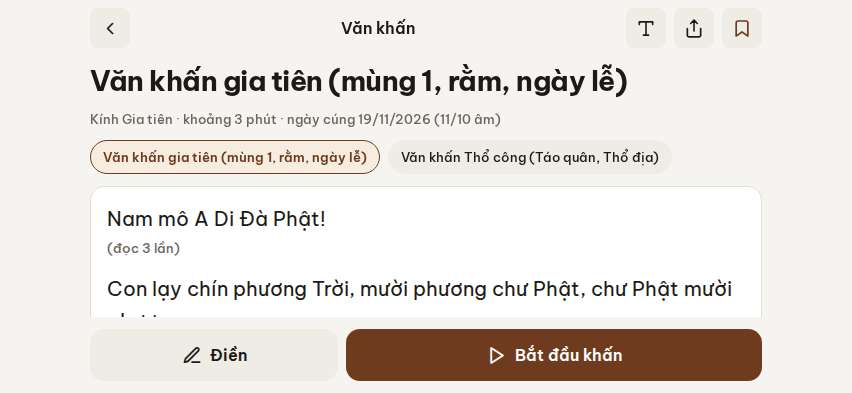 Văn khấn
Văn khấn gia tiên (mùng 1, rằm, ngày lễ)
Kính Gia tiên · khoảng 3 phút · ngày cúng 19/11/2026 (11/10 âm)
Văn khấn gia tiên (mùng 1, rằm, ngày lễ)
Văn khấn Thổ công (Táo quân, Thổ địa)
Nam mô A Di Đà Phật!
(đọc 3 lần)
Con lạy chín phương Trời, mười phương chư Phật, chư Phật mười
Điền
Bắt đầu khấn